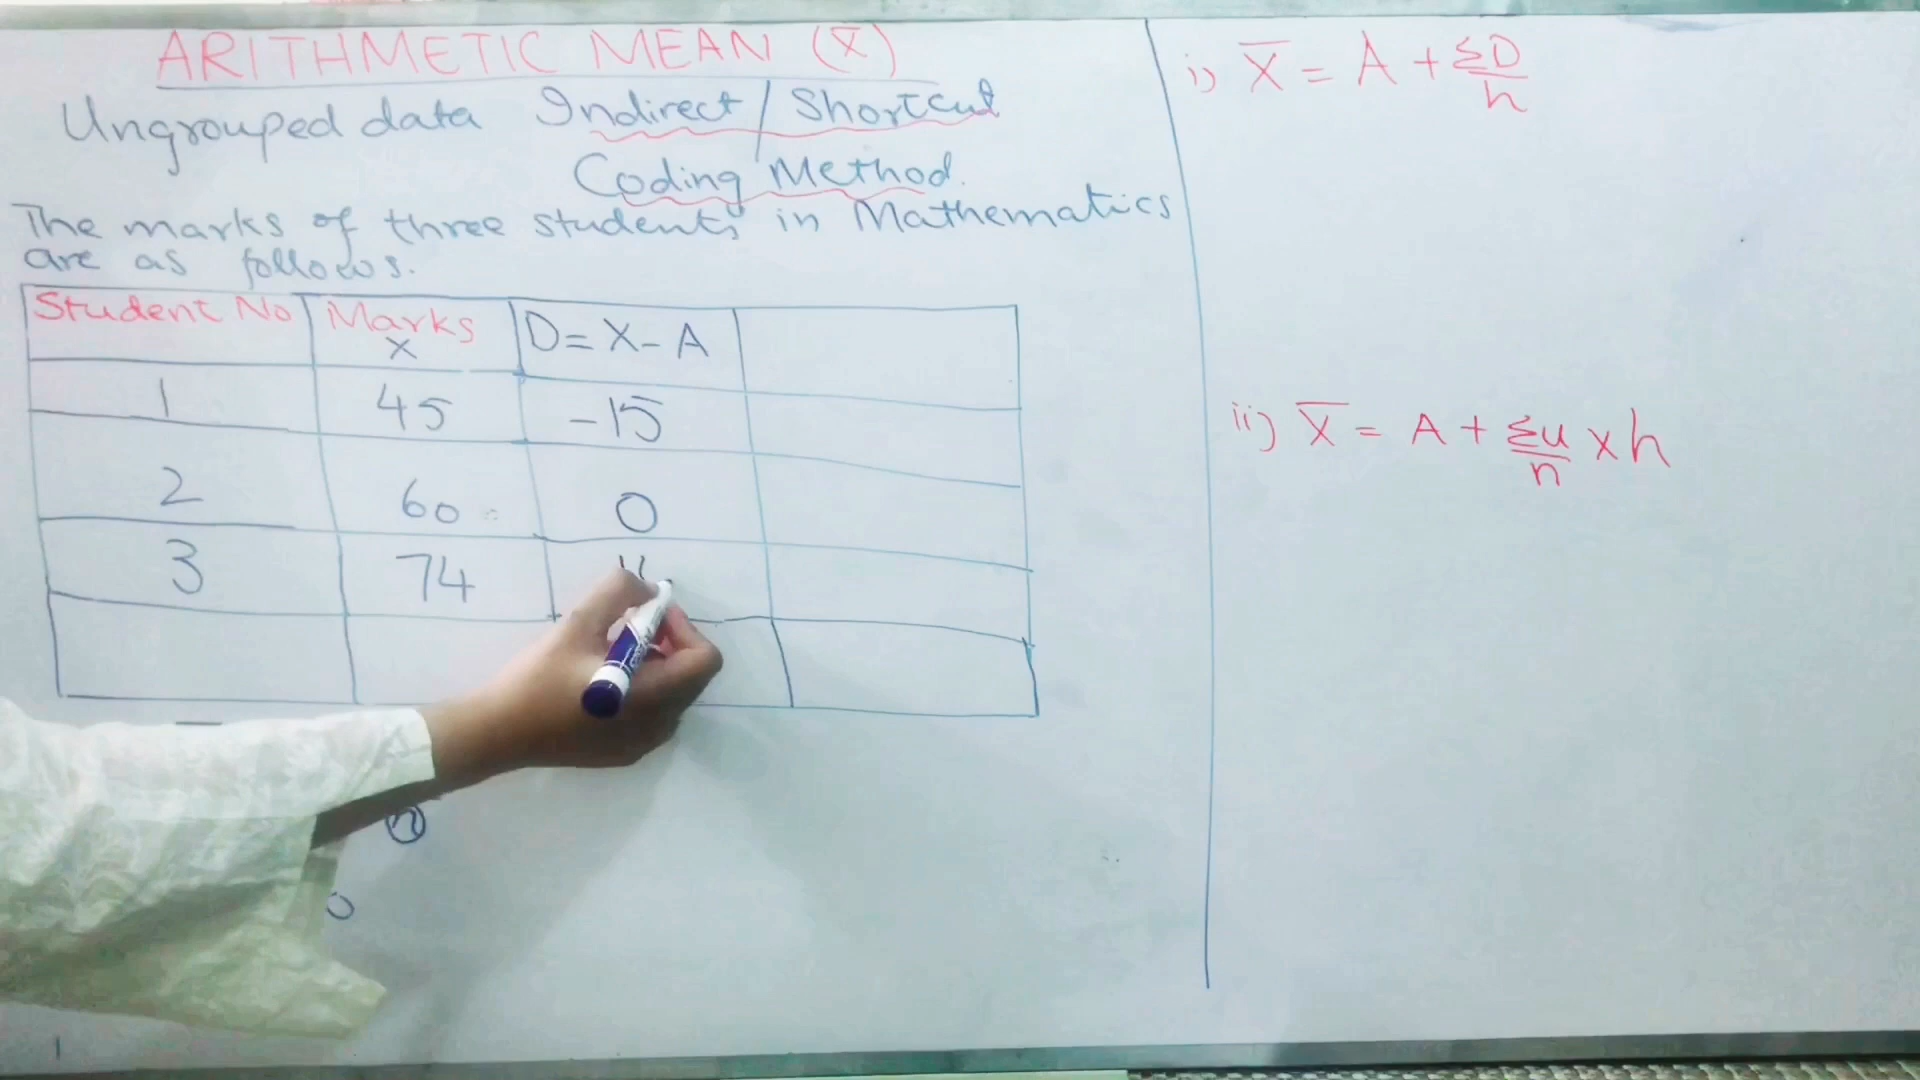 ARITHMETIC MEAN (X̅)
Ungrouped data Indirect / Shortcut
Coding Method.
The marks of three students in Mathematics
are as follows.
Student No Marks X D = X - A
1 45 -15
2 60 0
3 74
i) X̅ = A + ΣD/n
ii) X̅ = A + Σu/n x h